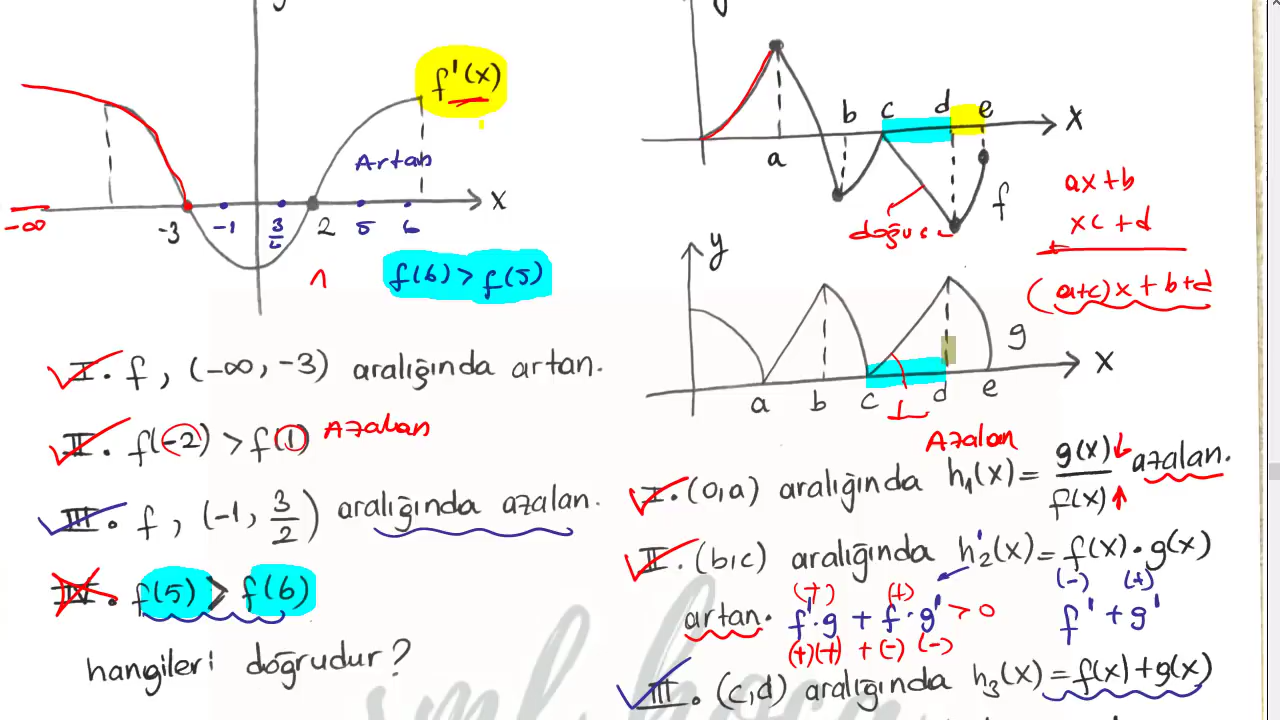 f'(x)
Artan
x
-∞
-3
-1
3/2
2
5
6
f(6) > f(5)
I. f, (-∞, -3) aralığında artan.
II. f(-2) > f(1) Azalan
III. f, (-1, 3/2) aralığında azalan.
IV. f(5) > f(6)
hangileri doğrudur?
a
b
c
d
e
x
f
doğrusal
ax+b
xc+d
(a+c)x+b+d
y
g
x
a
b
c
d
e
Azalan
I. (0,a) aralığında h₁(x) = g(x)/f(x) azalan.
II. (b,c) aralığında h'₂(x) = f(x)·g(x)
(+) (+) (-) (+)
artan. f'·g + f·g' > 0 f' + g'
(+)(+) + (-) (-)
III. (c,d) aralığında h₃(x) = f(x)+g(x)